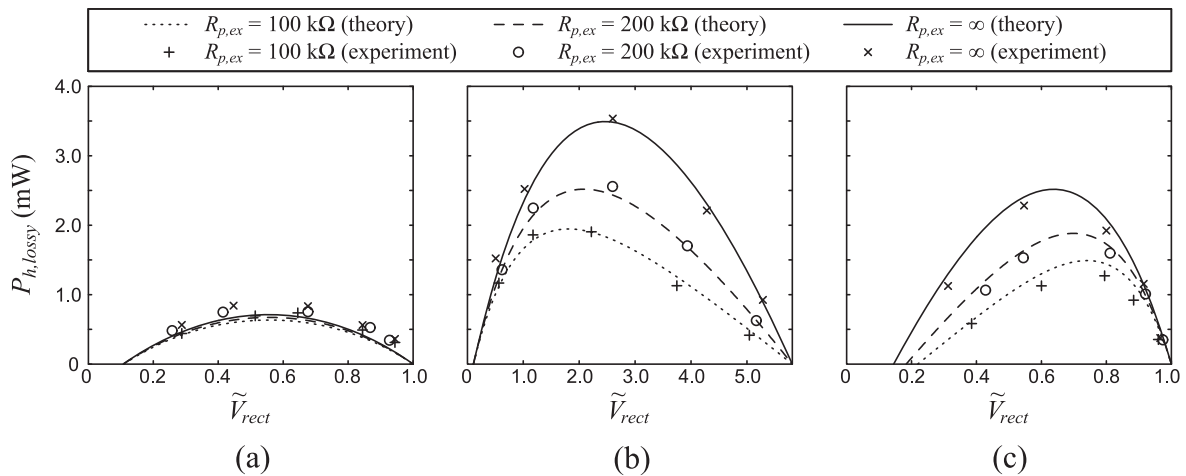 R_{p,ex} = 100 kΩ (theory) R_{p,ex} = 200 kΩ (theory) R_{p,ex} = ∞ (theory)
R_{p,ex} = 100 kΩ (experiment) R_{p,ex} = 200 kΩ (experiment) R_{p,ex} = ∞ (experiment)
P_{h,lossy} (mW)
4.0
3.0
2.0
1.0
0
0 0.2 0.4 0.6 0.8 1.0
0 1.0 2.0 3.0 4.0 5.0
0 0.2 0.4 0.6 0.8 1.0
Ṽ_{rect} Ṽ_{rect} Ṽ_{rect}
(a) (b) (c)